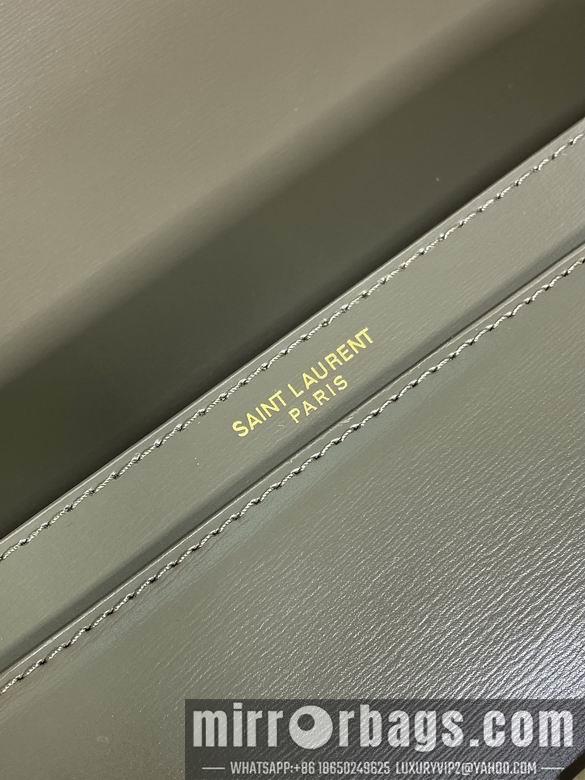 SAINT LAURENT
PARIS
mirrorbags.com
WHATSAPP:+86 18650249625 LUXURYVIP2@YAHOO.COM